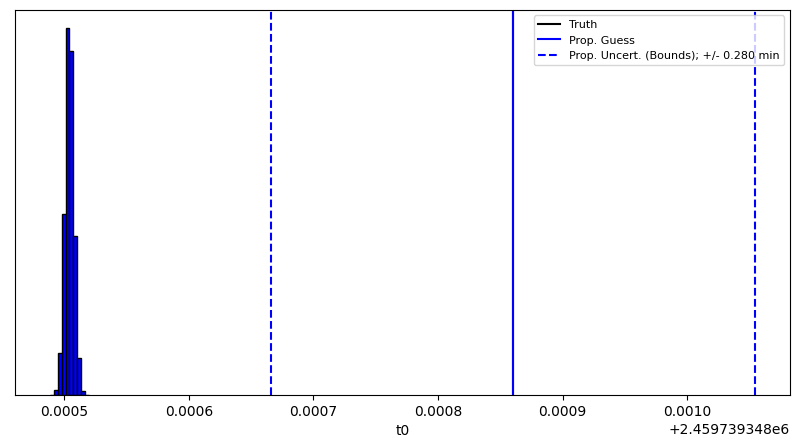 Truth
Prop. Guess
Prop. Uncert. (Bounds); +/- 0.280 min
0.0005 0.0006 0.0007 0.0008 0.0009 0.0010
t0
+2.459739348e6